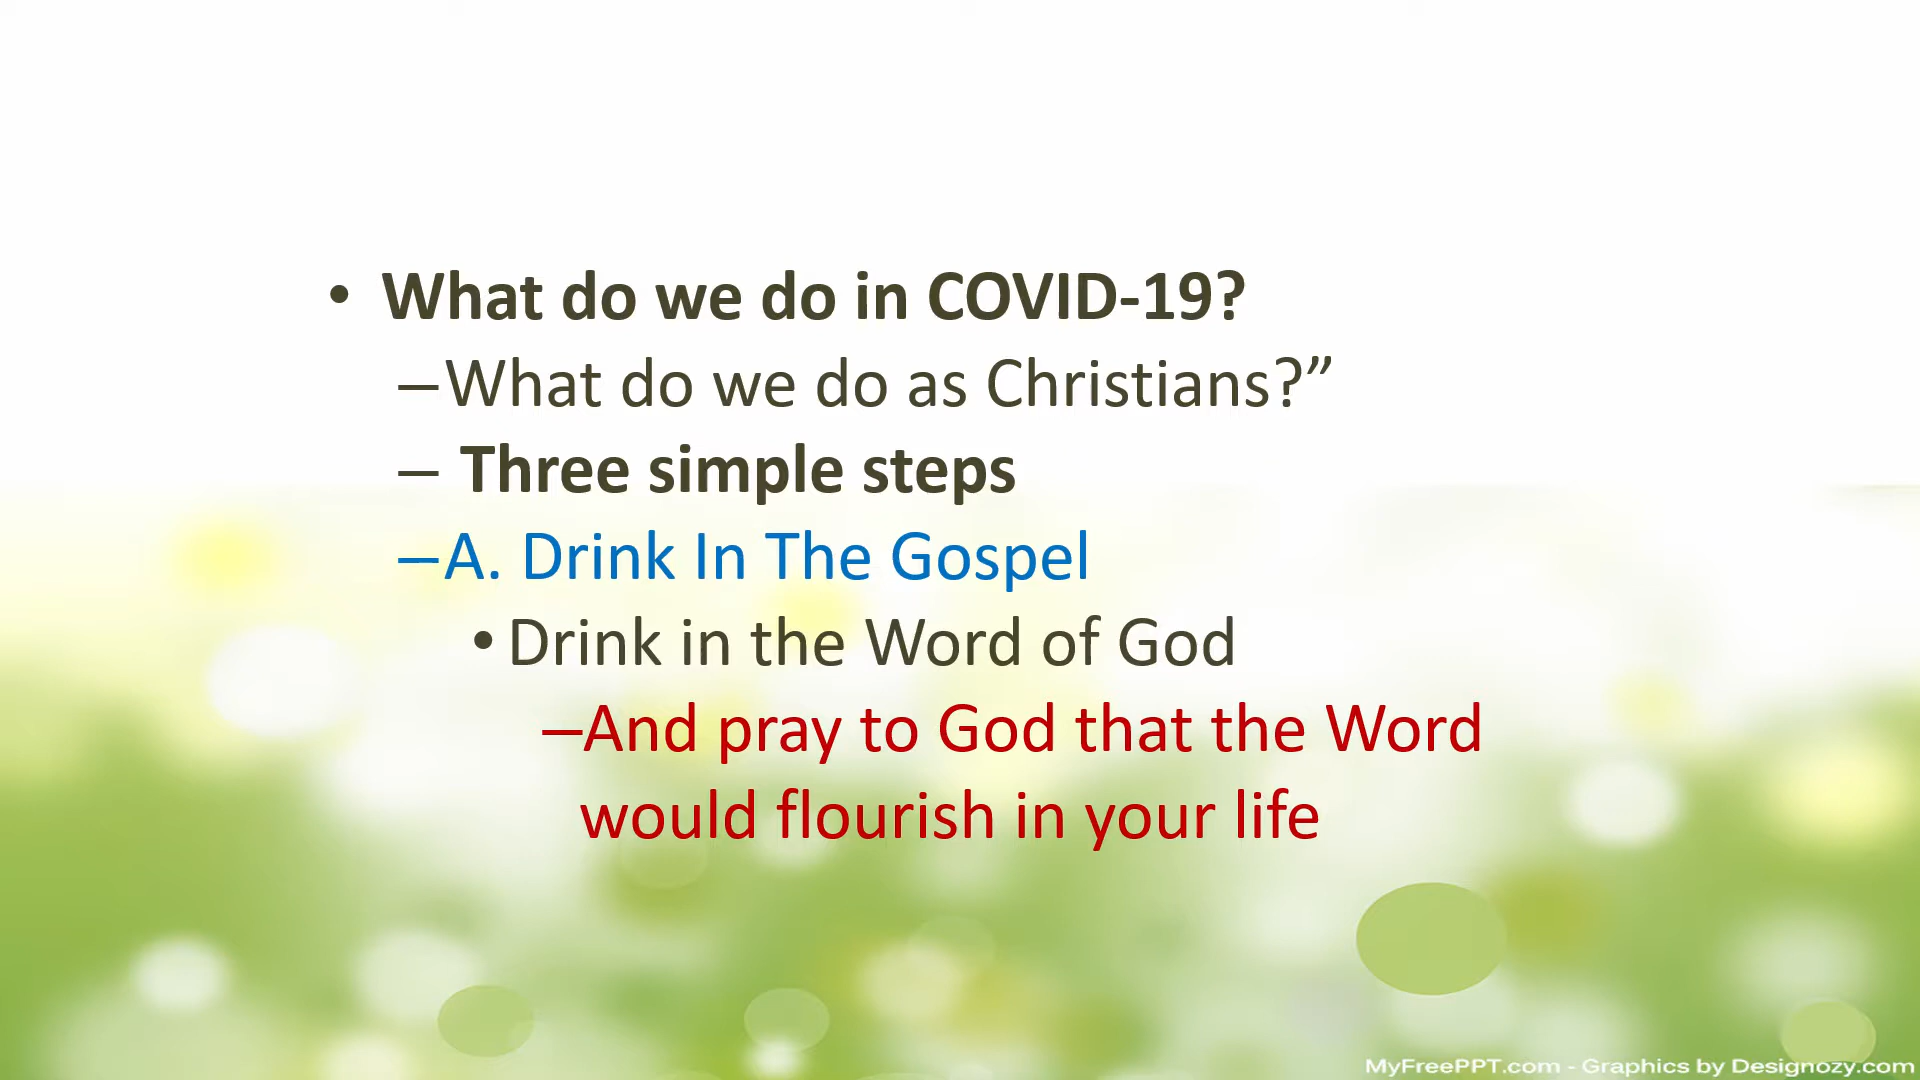 • What do we do in COVID-19?
–What do we do as Christians?”
– Three simple steps
–A. Drink In The Gospel
• Drink in the Word of God
–And pray to God that the Word
would flourish in your life
MyFreePPT.com - Graphics by Designozy.com